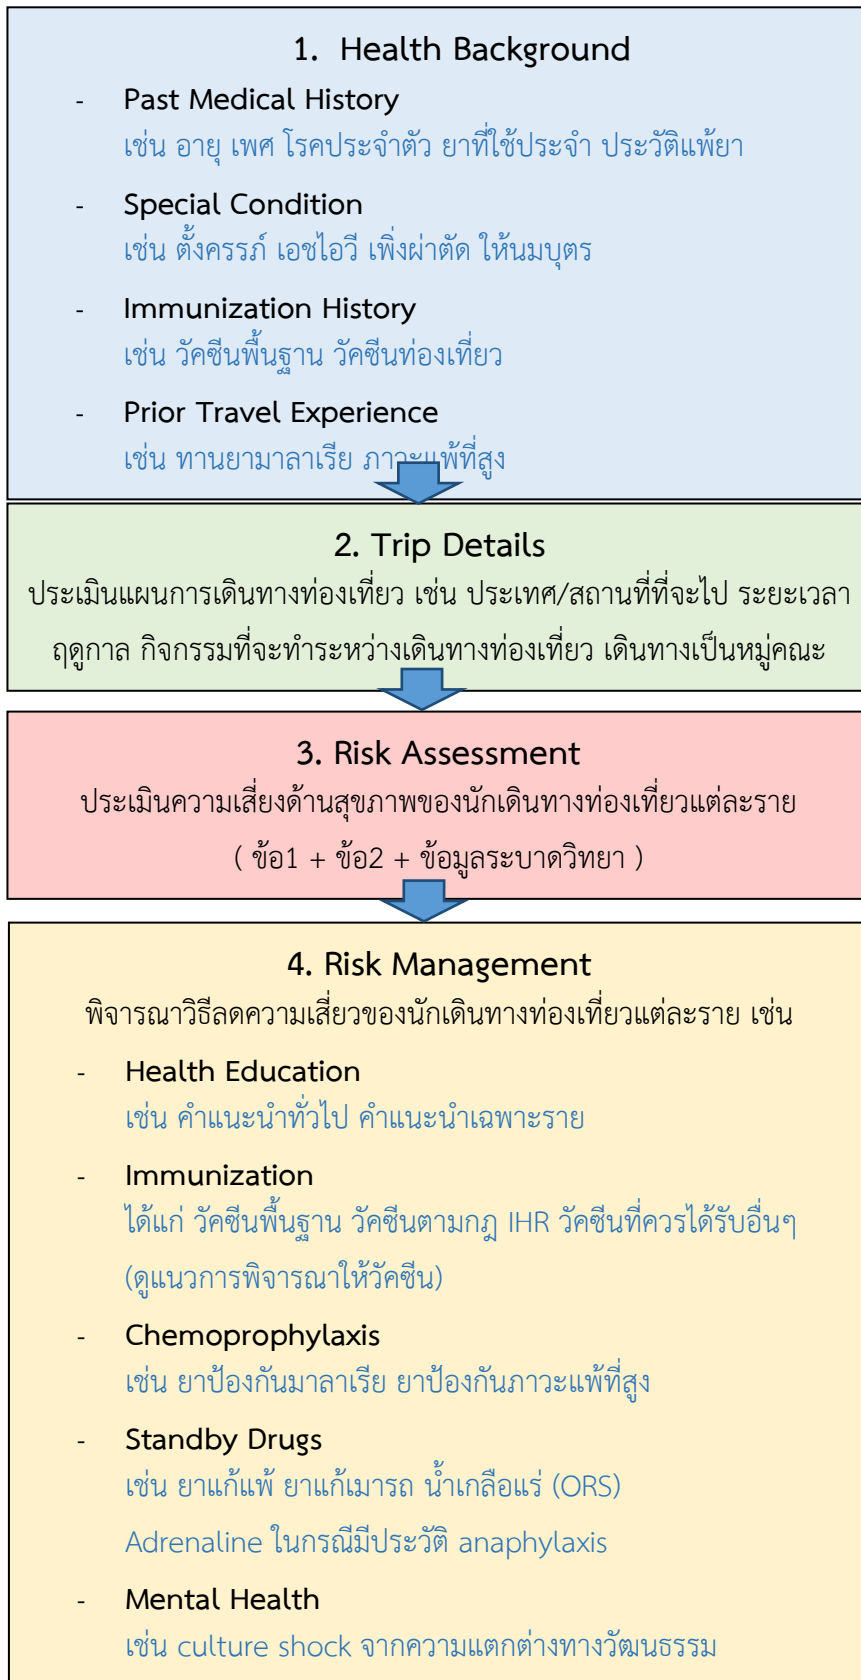 1. Health Background
- Past Medical History
เช่น อายุ เพศ โรคประจำตัว ยาที่ใช้ประจำ ประวัติแพ้ยา
- Special Condition
เช่น ตั้งครรภ์ เอชไอวี เพิ่งผ่าตัด ให้นมบุตร
- Immunization History
เช่น วัคซีนพื้นฐาน วัคซีนท่องเที่ยว
- Prior Travel Experience
เช่น ทานยามาลาเรีย ภาวะแพ้ที่สูง
2. Trip Details
ประเมินแผนการเดินทางท่องเที่ยว เช่น ประเทศ/สถานที่ที่จะไป ระยะเวลา
ฤดูกาล กิจกรรมที่จะทำระหว่างเดินทางท่องเที่ยว เดินทางเป็นหมู่คณะ
3. Risk Assessment
ประเมินความเสี่ยงด้านสุขภาพของนักเดินทางท่องเที่ยวแต่ละราย
( ข้อ1 + ข้อ2 + ข้อมูลระบาดวิทยา )
4. Risk Management
พิจารณาวิธีลดความเสี่ยวของนักเดินทางท่องเที่ยวแต่ละราย เช่น
- Health Education
เช่น คำแนะนำทั่วไป คำแนะนำเฉพาะราย
- Immunization
ได้แก่ วัคซีนพื้นฐาน วัคซีนตามกฎ IHR วัคซีนที่ควรได้รับอื่นๆ
(ดูแนวการพิจารณาให้วัคซีน)
- Chemoprophylaxis
เช่น ยาป้องกันมาลาเรีย ยาป้องกันภาวะแพ้ที่สูง
- Standby Drugs
เช่น ยาแก้แพ้ ยาแก้เมารถ น้ำเกลือแร่ (ORS)
Adrenaline ในกรณีมีประวัติ anaphylaxis
- Mental Health
เช่น culture shock จากความแตกต่างทางวัฒนธรรม